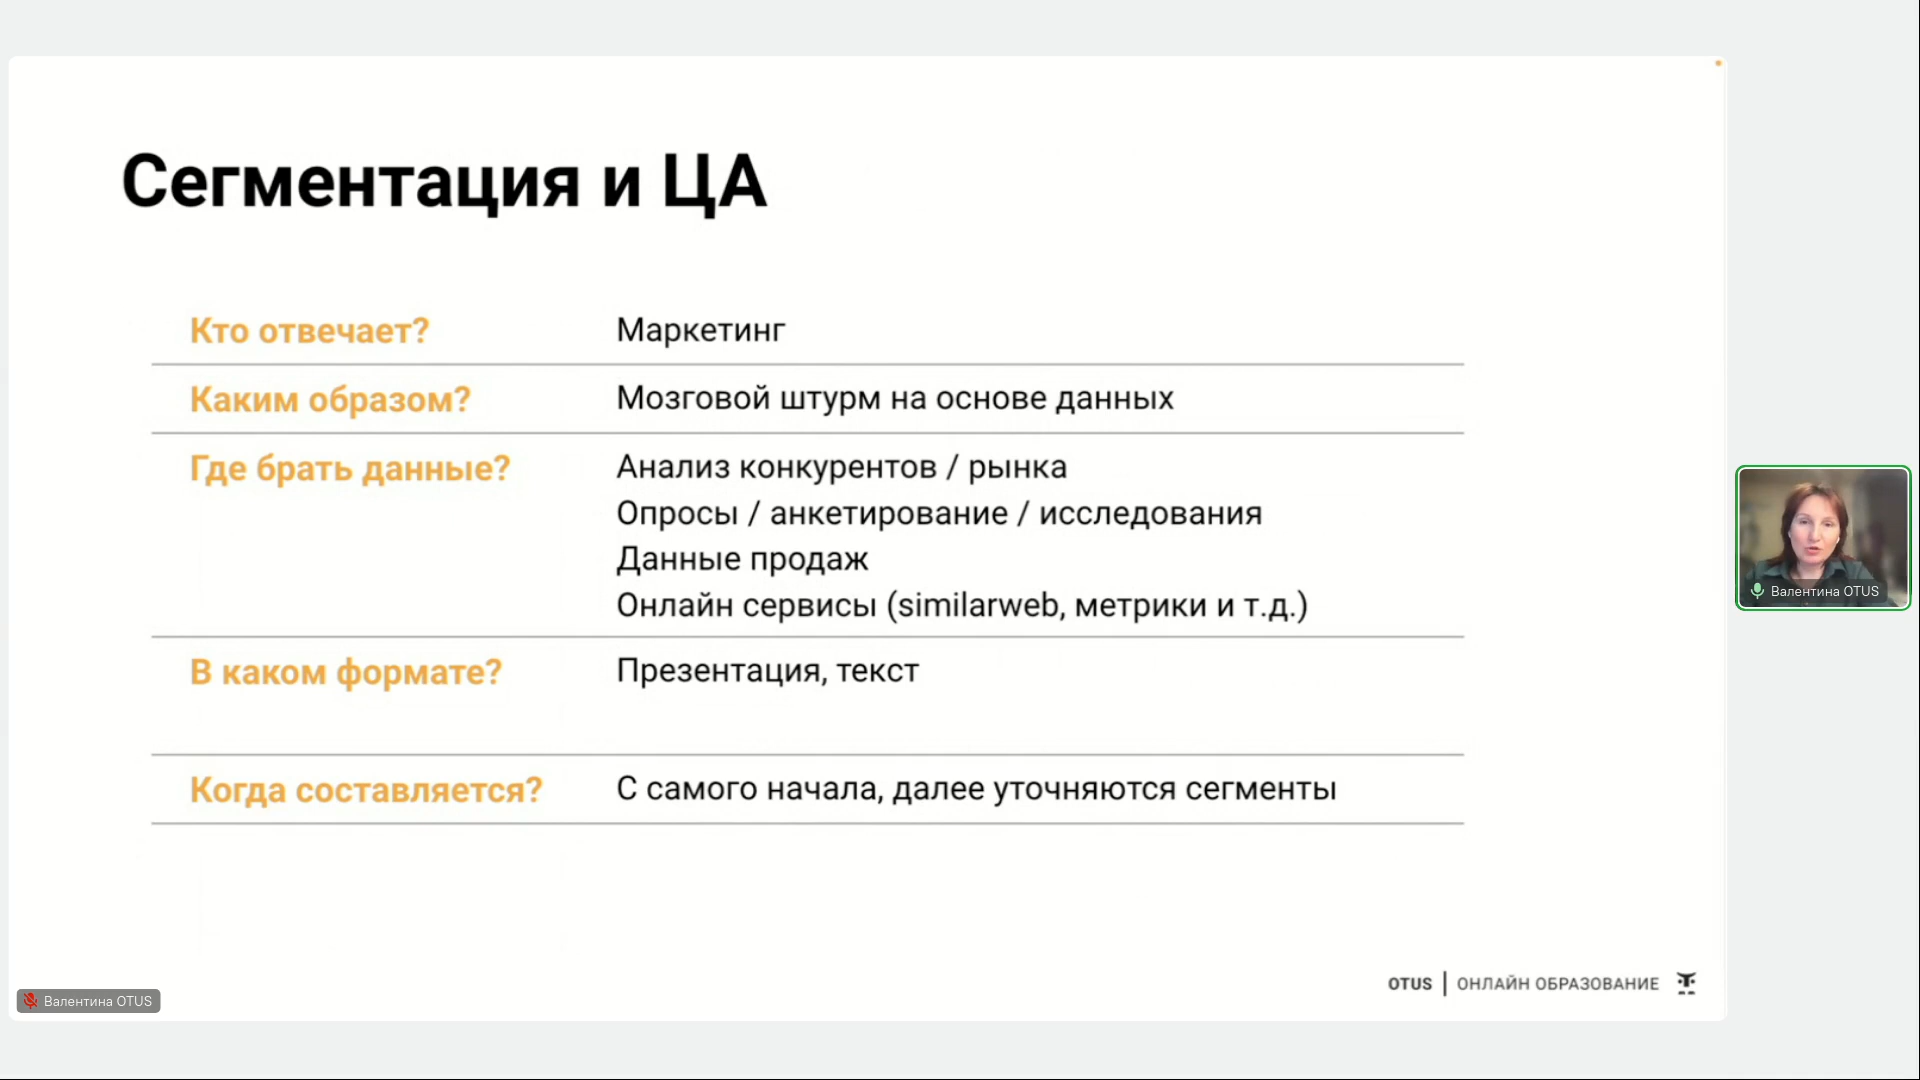 Сегментация и ЦА
Кто отвечает? Маркетинг
Каким образом? Мозговой штурм на основе данных
Где брать данные? Анализ конкурентов / рынка
Опросы / анкетирование / исследования
Данные продаж
Онлайн сервисы (similarweb, метрики и т.д.)
В каком формате? Презентация, текст
Когда составляется? С самого начала, далее уточняются сегменты
OTUS | ОНЛАЙН ОБРАЗОВАНИЕ
Валентина OTUS
Валентина OTUS